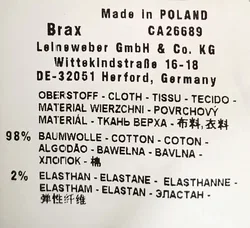 Made in POLAND
Brax CA26689
Leineweber GmbH & Co. KG
Wittekindstraße 16-18
DE-32051 Herford, Germany
OBERSTOFF - CLOTH - TISSU - TECIDO -
MATERIAL WIERZCHNI - POVRCHOVÝ
MATERIÁL - ТКАНЬ ВЕРХА - 布料, 衣料
98% BAUMWOLLE - COTTON - COTON -
ALGODÃO - BAWEŁNA - BAVLNA -
ХЛОПОК - 棉
2% ELASTHAN - ELASTANE - ELASTHANNE -
ELASTHAM - ELASTAN - ЭЛАСТАН -
弹性纤维